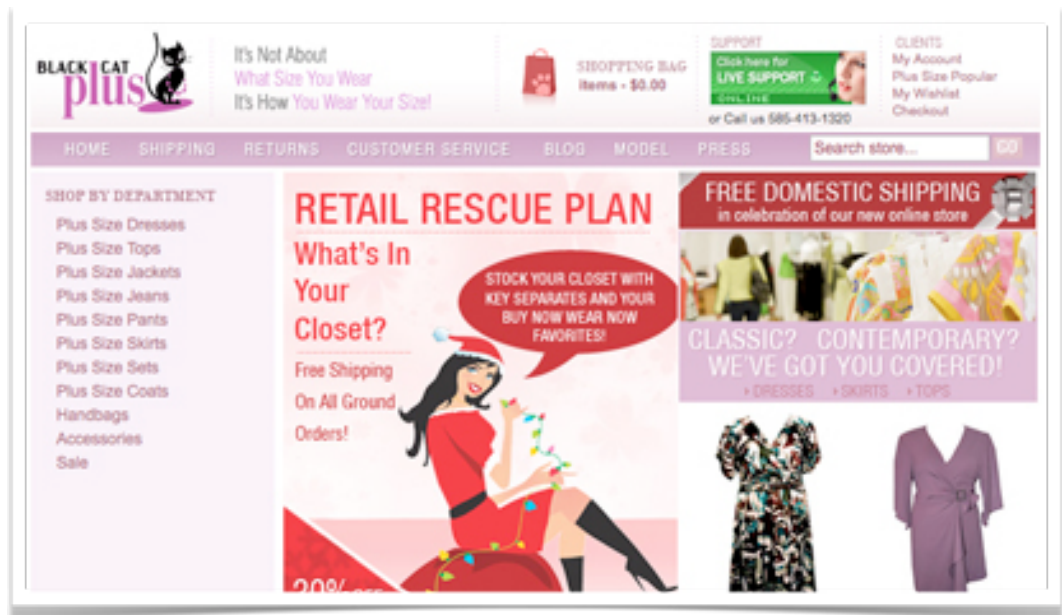 BLACK CAT
plus
It's Not About
What Size You Wear
It's How You Wear Your Size!
SHOPPING BAG
items - $0.00
SUPPORT
Click here for
LIVE SUPPORT
ONLINE
or Call us 585-413-1320
CLIENTS
My Account
Plus Size Popular
My Wishlist
Checkout
HOME SHIPPING RETURNS CUSTOMER SERVICE BLOG MODEL PRESS Search store... GO
SHOP BY DEPARTMENT
Plus Size Dresses
Plus Size Tops
Plus Size Jackets
Plus Size Jeans
Plus Size Pants
Plus Size Skirts
Plus Size Sets
Plus Size Coats
Handbags
Accessories
Sale
RETAIL RESCUE PLAN
What's In
Your
Closet?
Free Shipping
On All Ground
Orders!
STOCK YOUR CLOSET WITH
KEY SEPARATES AND YOUR
BUY NOW WEAR NOW
FAVORITES!
20% OFF
FREE DOMESTIC SHIPPING
in celebration of our new online store
CLASSIC? CONTEMPORARY?
WE'VE GOT YOU COVERED!
DRESSES SKIRTS TOPS